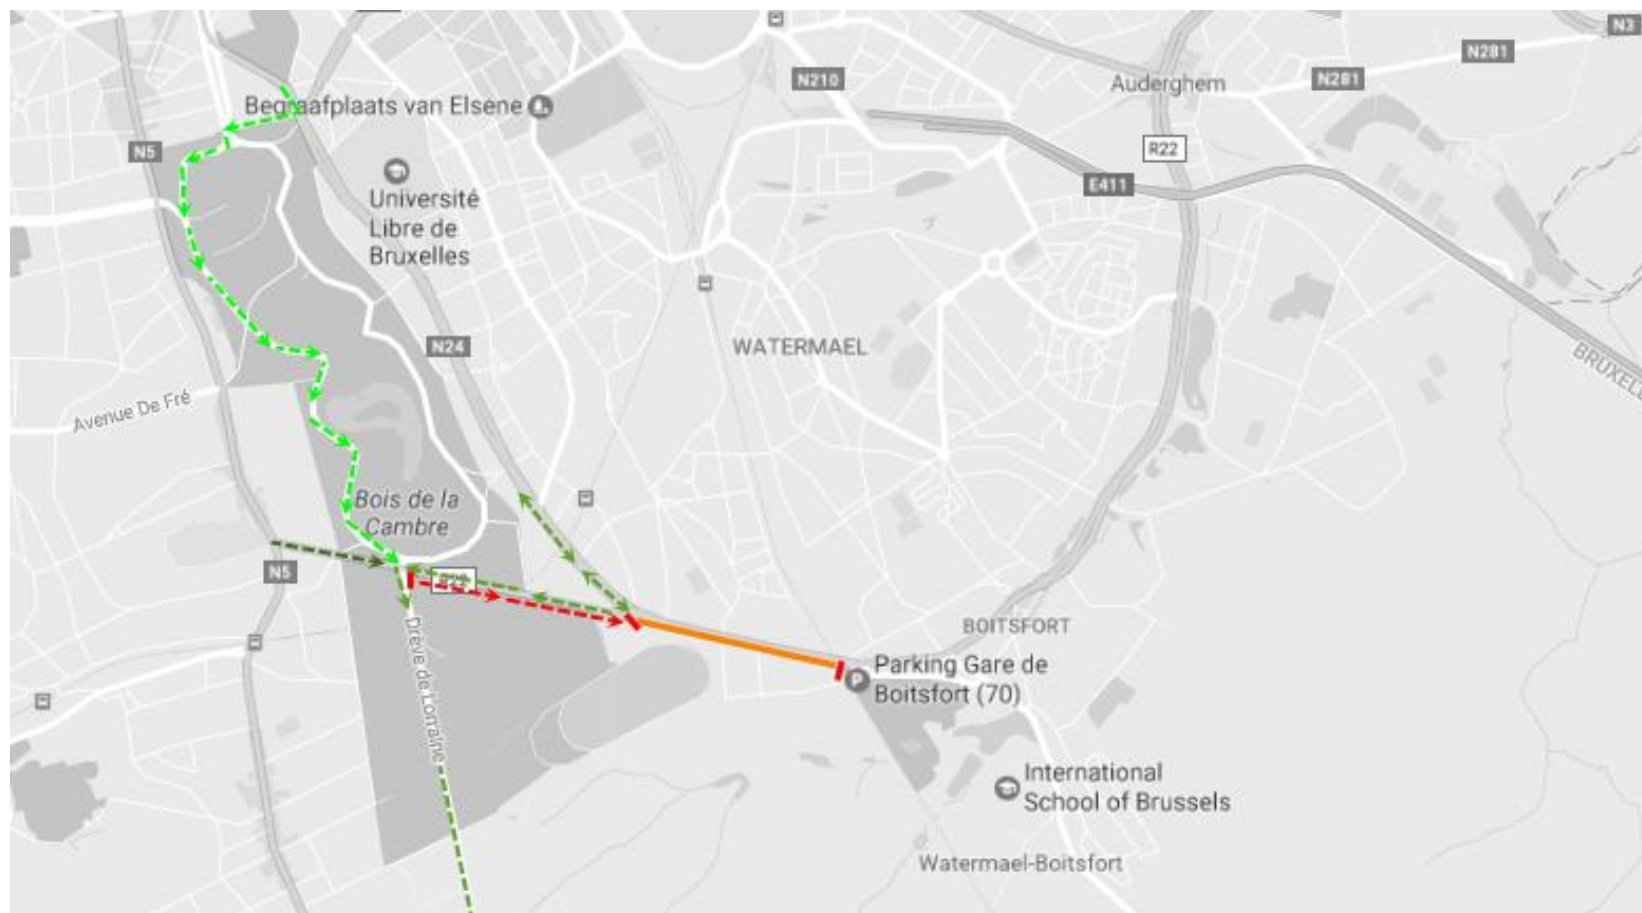 N3
N281
N210
N281
Auderghem
Begraafplaats van Elsene
N5
R22
E411
Université
Libre de
Bruxelles
N24
WATERMAEL
Avenue De Fré
Bois de la
Cambre
N5
BOITSFORT
Drève de Lorraine
Parking Gare de
Boitsfort (70)
International
School of Brussels
Watermael-Boitsfort